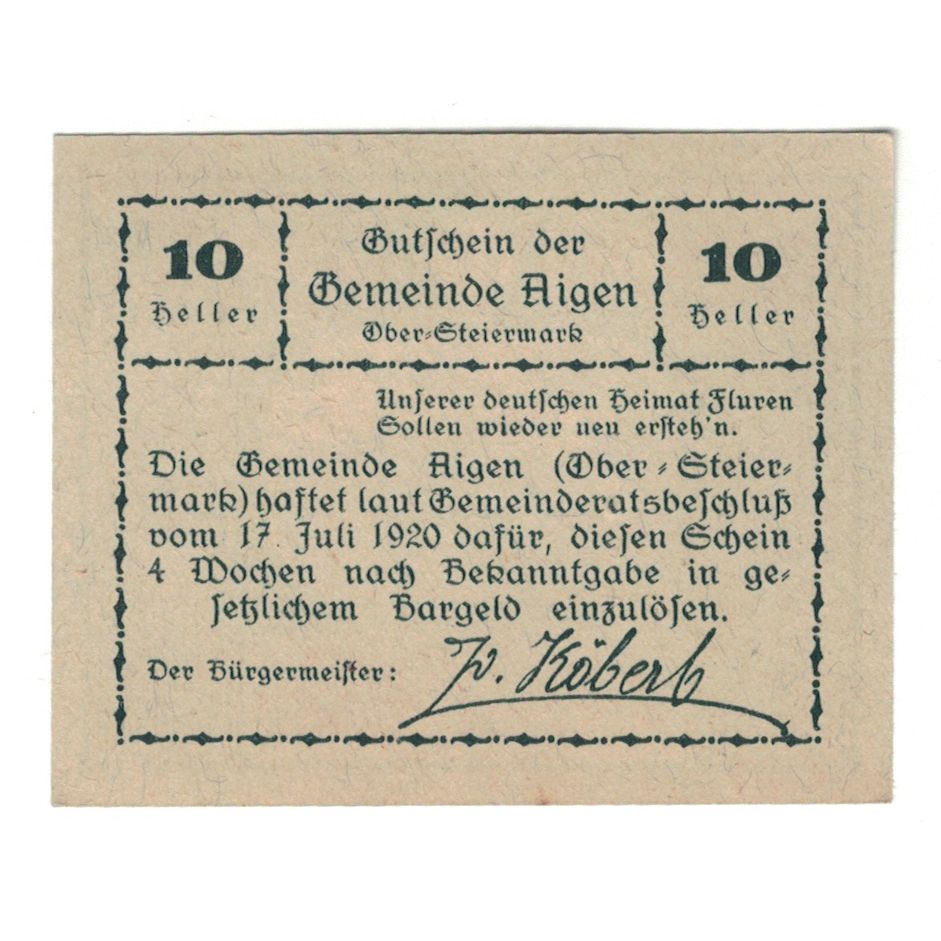 10
Heller
Gutschein der
Gemeinde Aigen
Ober-Steiermark
10
Heller
Unserer deutschen Heimat Fluren
Sollen wieder neu ersteh'n.
Die Gemeinde Aigen (Ober-Steier-
mark) haftet laut Gemeinderatsbeschluß
vom 17. Juli 1920 dafür, diesen Schein
4 Wochen nach Bekanntgabe in ge-
setzlichem Bargeld einzulösen.
Der Bürgermeister:
Köberl